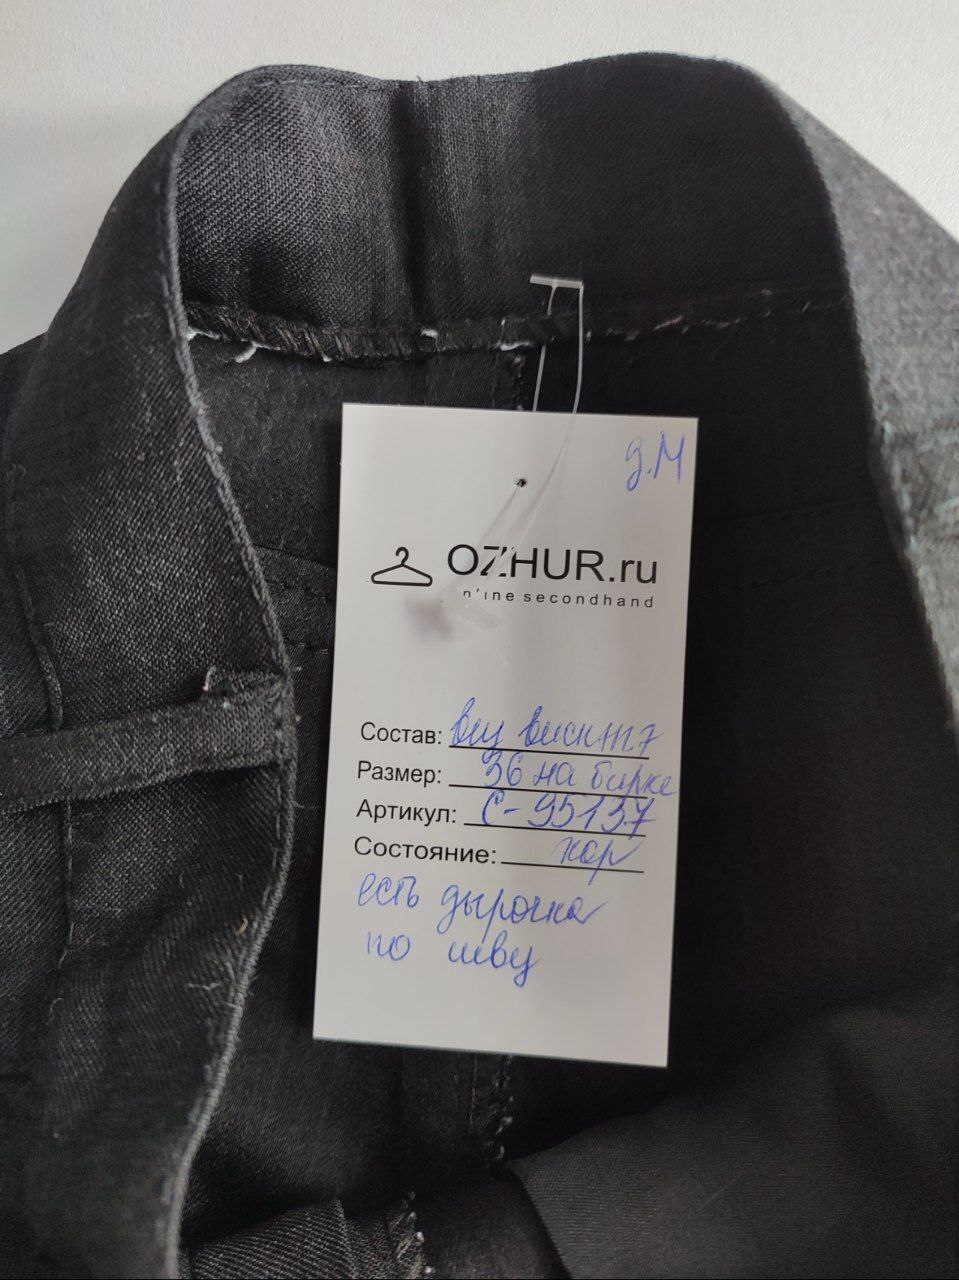 д.М
OZHUR.ru
online secondhand
Состав:
Размер: 36 на бирке
Артикул: С-95137
Состояние: хор
есть дырочка
по шву